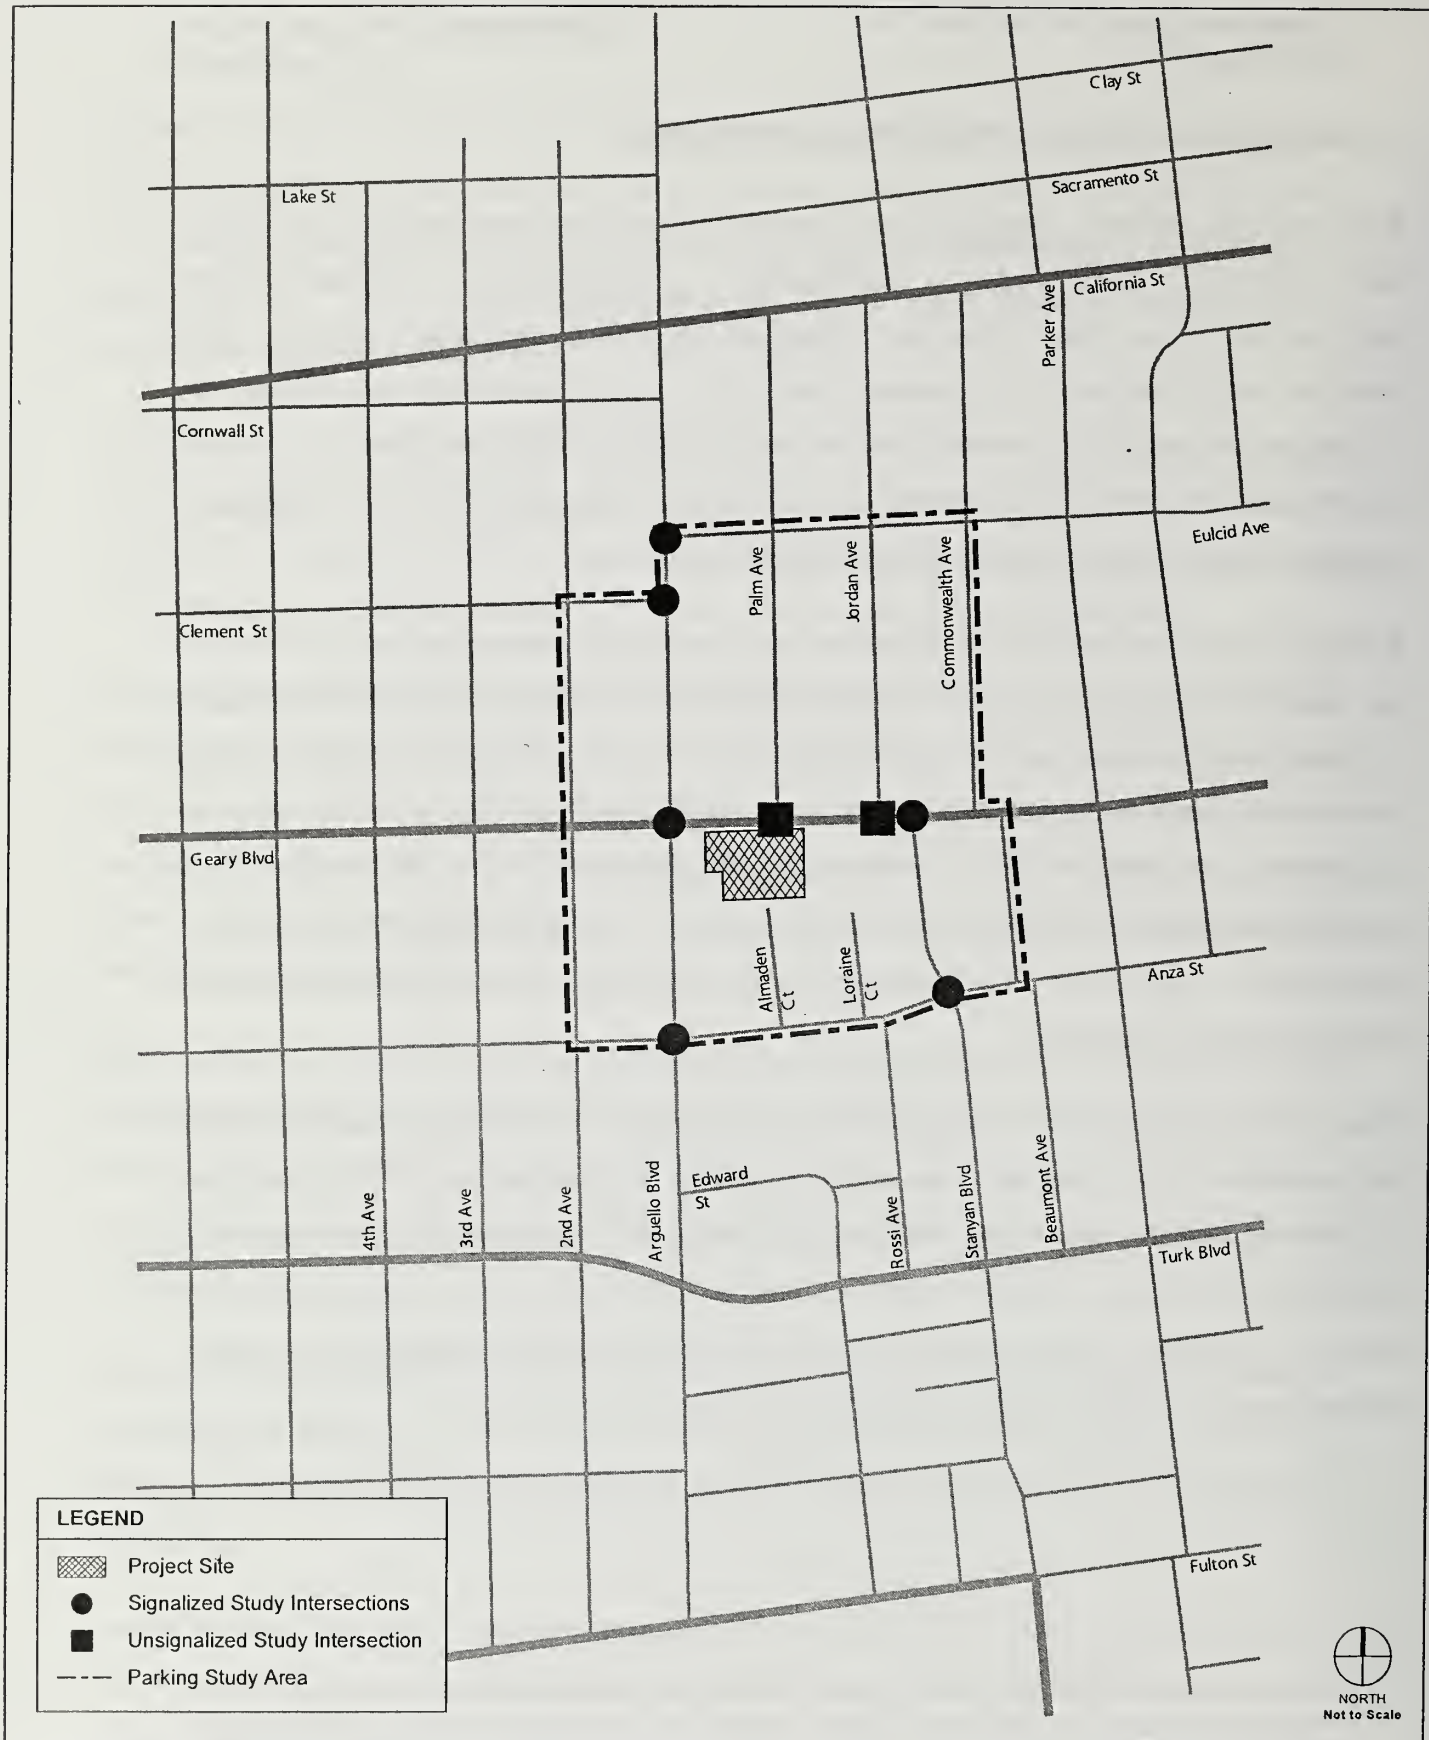 Clay St
Lake St
Sacramento St
California St
Parker Ave
Cornwall St
Eulcid Ave
Palm Ave
Jordan Ave
Commonwealth Ave
Clement St
Geary Blvd
Almaden
Ct
Loraine
Ct
Anza St
4th Ave
3rd Ave
2nd Ave
Arguello Blvd
Edward
St
Rossi Ave
Stanyan Blvd
Beaumont Ave
Turk Blvd
Fulton St
LEGEND
Project Site
Signalized Study Intersections
Unsignalized Study Intersection
Parking Study Area
NORTH
Not to Scale